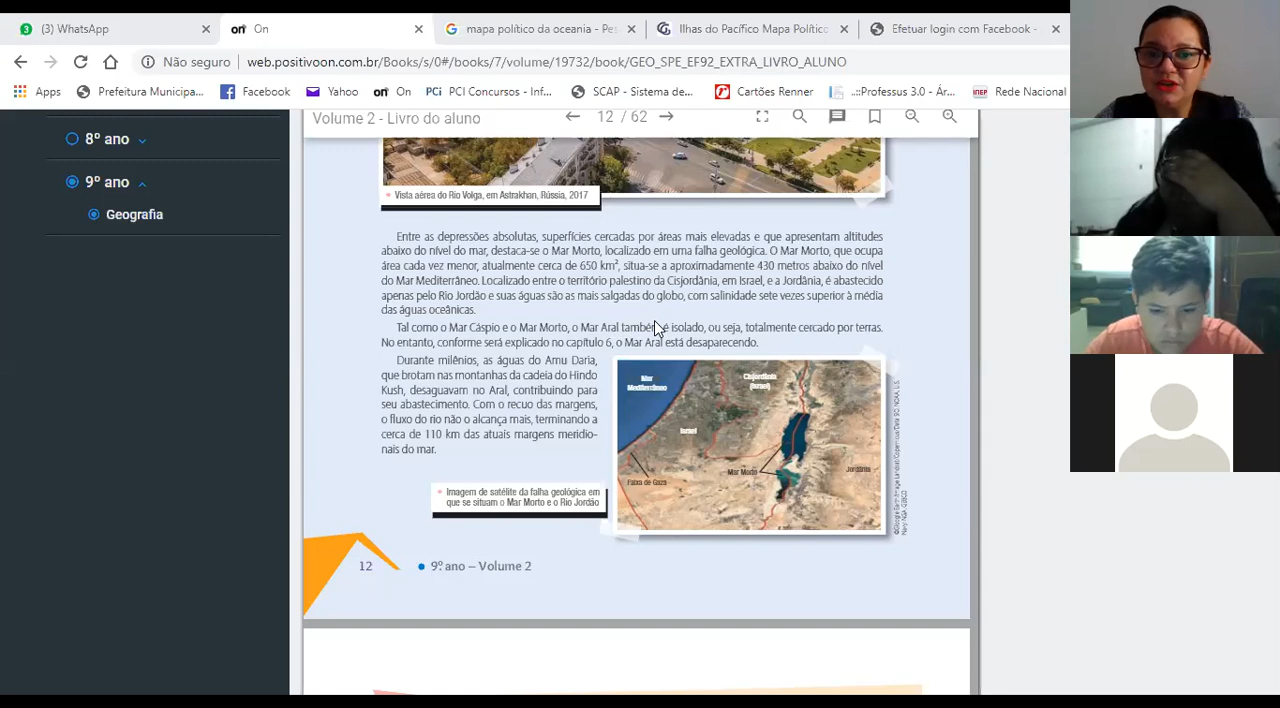 3 (3) WhatsApp
on On
mapa político da oceania - Pes
Ilhas do Pacífico Mapa Político
Efetuar login com Facebook -
Não seguro
web.positivoon.com.br/Books/s/0#/books/7/volume/19732/book/GEO_SPE_EF92_EXTRA_LIVRO_ALUNO
Apps
Prefeitura Municipa...
Facebook
Yahoo
on On
PCi PCI Concursos - Inf...
SCAP - Sistema de...
Cartões Renner
..::Professus 3.0 - Ár...
INEP Rede Nacional
8º ano
9º ano
Geografia
Volume 2 - Livro do aluno
12 / 62
Vista aérea do Rio Volga, em Astrakhan, Rússia, 2017
Entre as depressões absolutas, superfícies cercadas por áreas mais elevadas e que apresentam altitudes
abaixo do nível do mar, destaca-se o Mar Morto, localizado em uma falha geológica. O Mar Morto, que ocupa
área cada vez menor, atualmente cerca de 650 km², situa-se a aproximadamente 430 metros abaixo do nível
do Mar Mediterrâneo. Localizado entre o território palestino da Cisjordânia, em Israel, e a Jordânia, é abastecido
apenas pelo Rio Jordão e suas águas são as mais salgadas do globo, com salinidade sete vezes superior à média
das águas oceânicas.
Tal como o Mar Cáspio e o Mar Morto, o Mar Aral também é isolado, ou seja, totalmente cercado por terras.
No entanto, conforme será explicado no capítulo 6, o Mar Aral está desaparecendo.
Durante milênios, as águas do Amu Daria,
que brotam nas montanhas da cadeia do Hindo
Kush, desaguavam no Aral, contribuindo para
seu abastecimento. Com o recuo das margens,
o fluxo do rio não o alcança mais, terminando a
cerca de 110 km das atuais margens meridio-
nais do mar.
Mar
Mediterrâneo
Cisjordânia
(Israel)
Israel
Mar Morto
Jordânia
Faixa de Gaza
Imagem de satélite da falha geológica em
que se situam o Mar Morto e o Rio Jordão
12
9º. ano – Volume 2